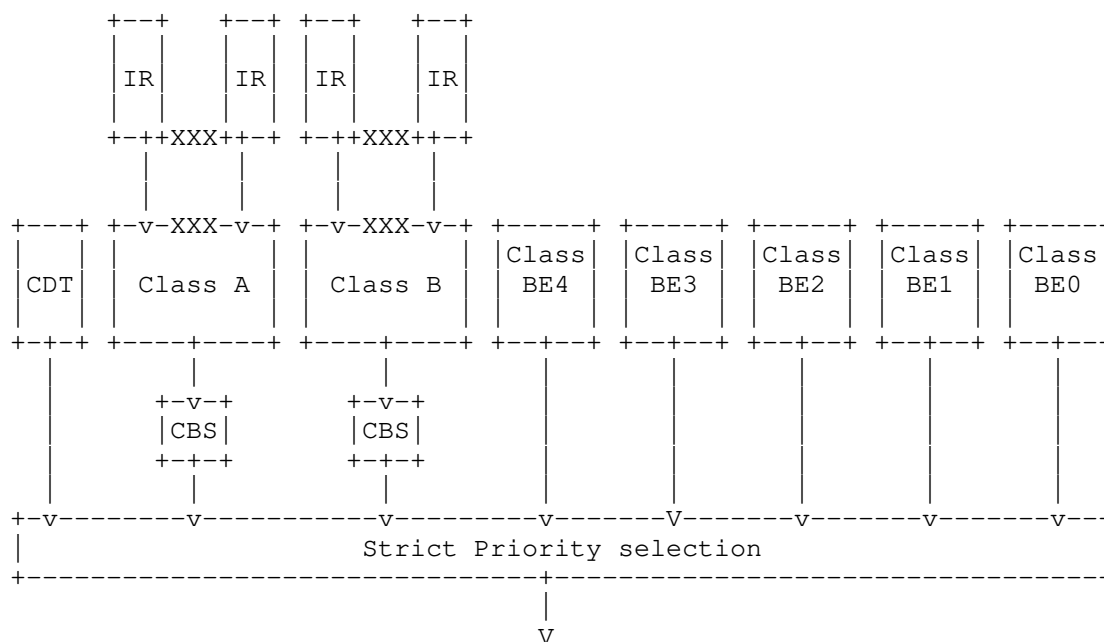 +--+   +--+ +--+   +--+
|  |   |  | |  |   |  |
|IR|   |IR| |IR|   |IR|
|  |   |  | |  |   |  |
+-++XXX++-+ +-++XXX++-+
|     |     |     |
|     |     |     |
+---+ +-v-XXX-v-+ +-v-XXX-v-+ +-----+ +-----+ +-----+ +-----+ +------
|   | |         | |         | |Class| |Class| |Class| |Class| |Class
|CDT| | Class A | | Class B | | BE4 | | BE3 | | BE2 | | BE1 | | BE0
|   | |         | |         | |     | |     | |     | |     | |
+-+-+ +----+----+ +----+----+ +--+--+ +--+--+ +--+--+ +--+--+ +--+---
|        |           |         |       |       |       |       |
|      +-v-+       +-v-+       |       |       |       |       |
|      |CBS|       |CBS|       |       |       |       |       |
|      +-+-+       +-+-+       |       |       |       |       |
|        |           |         |       |       |       |       |
+-v--------v-----------v---------v-------V-------v-------v-------v---
|                     Strict Priority selection
+--------------------------------+-----------------------------------
|
V